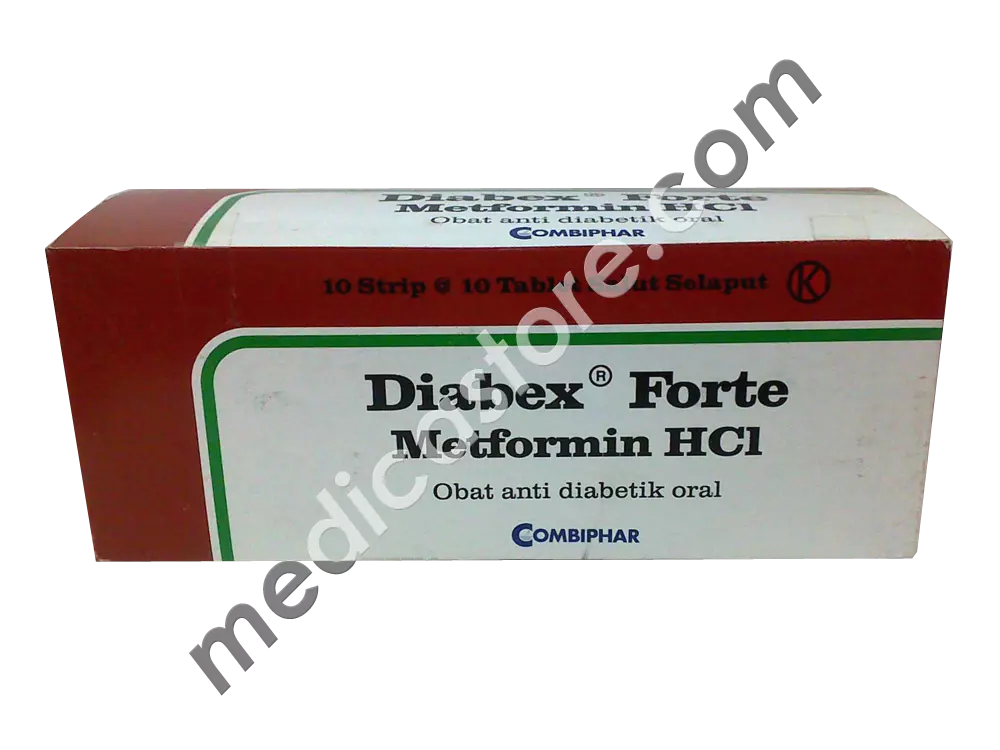 Diabex® Forte
Metformin HCl
Obat anti diabetik oral
COMBIPHAR
10 Strip @ 10 Tablet Salut Selaput K
Diabex® Forte
Metformin HCl
Obat anti diabetik oral
COMBIPHAR
medicastore.com